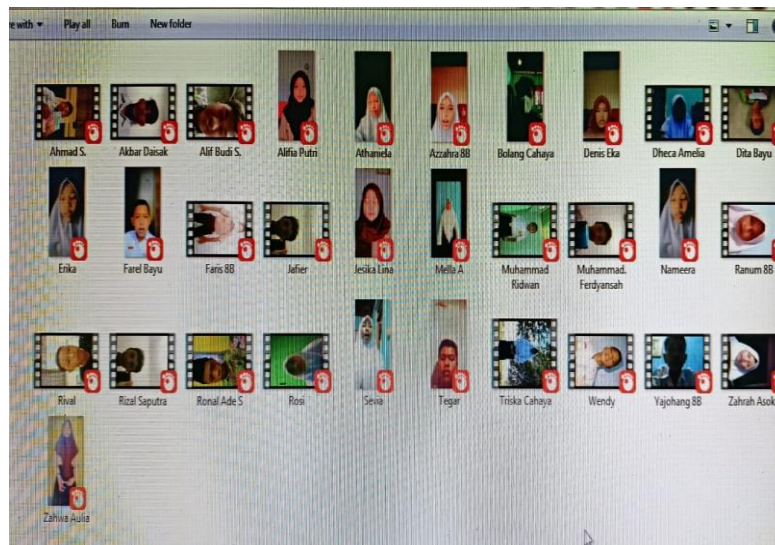 e with Play all Burn New folder
Ahmad S. Akbar Daisak Alif Budi S. Alifia Putri Athaniela Azzahra 8B Bolang Cahaya Denis Eka Dheca Amelia Dita Bayu
Erika Farel Bayu Faris 8B Jafier Jesika Lina Mella A Muhammad Ridwan Muhammad. Ferdyansah Nameera Ranum 8B
Rival Rizal Saputra Ronal Ade S Rosi Sewa Tegar Triska Cahaya Wendy Yajohang 8B Zahrah Asok
Zahwa Aulia